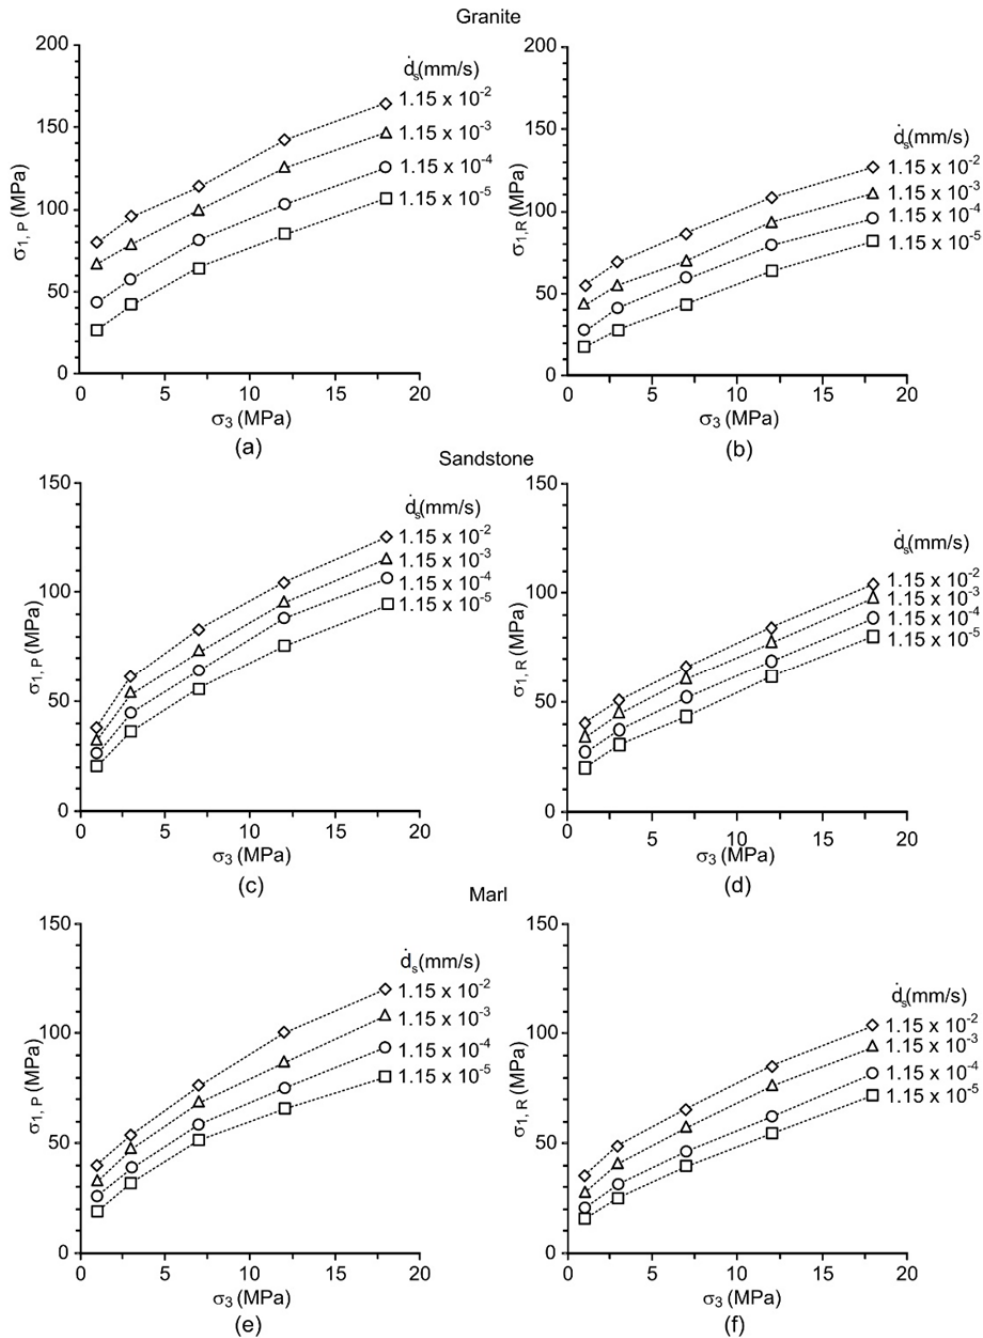 Granite
200
150
100
50
0
σ1, P (MPa)
ḋs(mm/s)
1.15 x 10-2
1.15 x 10-3
1.15 x 10-4
1.15 x 10-5
0 5 10 15 20
σ3 (MPa)
(a)
200
150
100
50
0
σ1,R (MPa)
ḋs(mm/s)
1.15 x 10-2
1.15 x 10-3
1.15 x 10-4
1.15 x 10-5
0 5 10 15 20
σ3 (MPa)
(b)
Sandstone
150
100
50
0
σ1, P (MPa)
ḋs(mm/s)
1.15 x 10-2
1.15 x 10-3
1.15 x 10-4
1.15 x 10-5
0 5 10 15 20
σ3 (MPa)
(c)
150
100
50
0
σ1, R (MPa)
ḋs(mm/s)
1.15 x 10-2
1.15 x 10-3
1.15 x 10-4
1.15 x 10-5
0 5 10 15 20
σ3 (MPa)
(d)
Marl
150
100
50
0
σ1, P (MPa)
ḋs(mm/s)
1.15 x 10-2
1.15 x 10-3
1.15 x 10-4
1.15 x 10-5
0 5 10 15 20
σ3 (MPa)
(e)
150
100
50
0
σ1, R (MPa)
ḋs(mm/s)
1.15 x 10-2
1.15 x 10-3
1.15 x 10-4
1.15 x 10-5
0 5 10 15 20
σ3 (MPa)
(f)